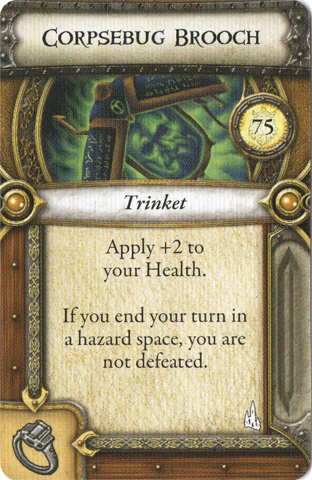 Corpsebug Brooch
75
Trinket
Apply +2 to
your Health.
If you end your turn in
a hazard space, you are
not defeated.